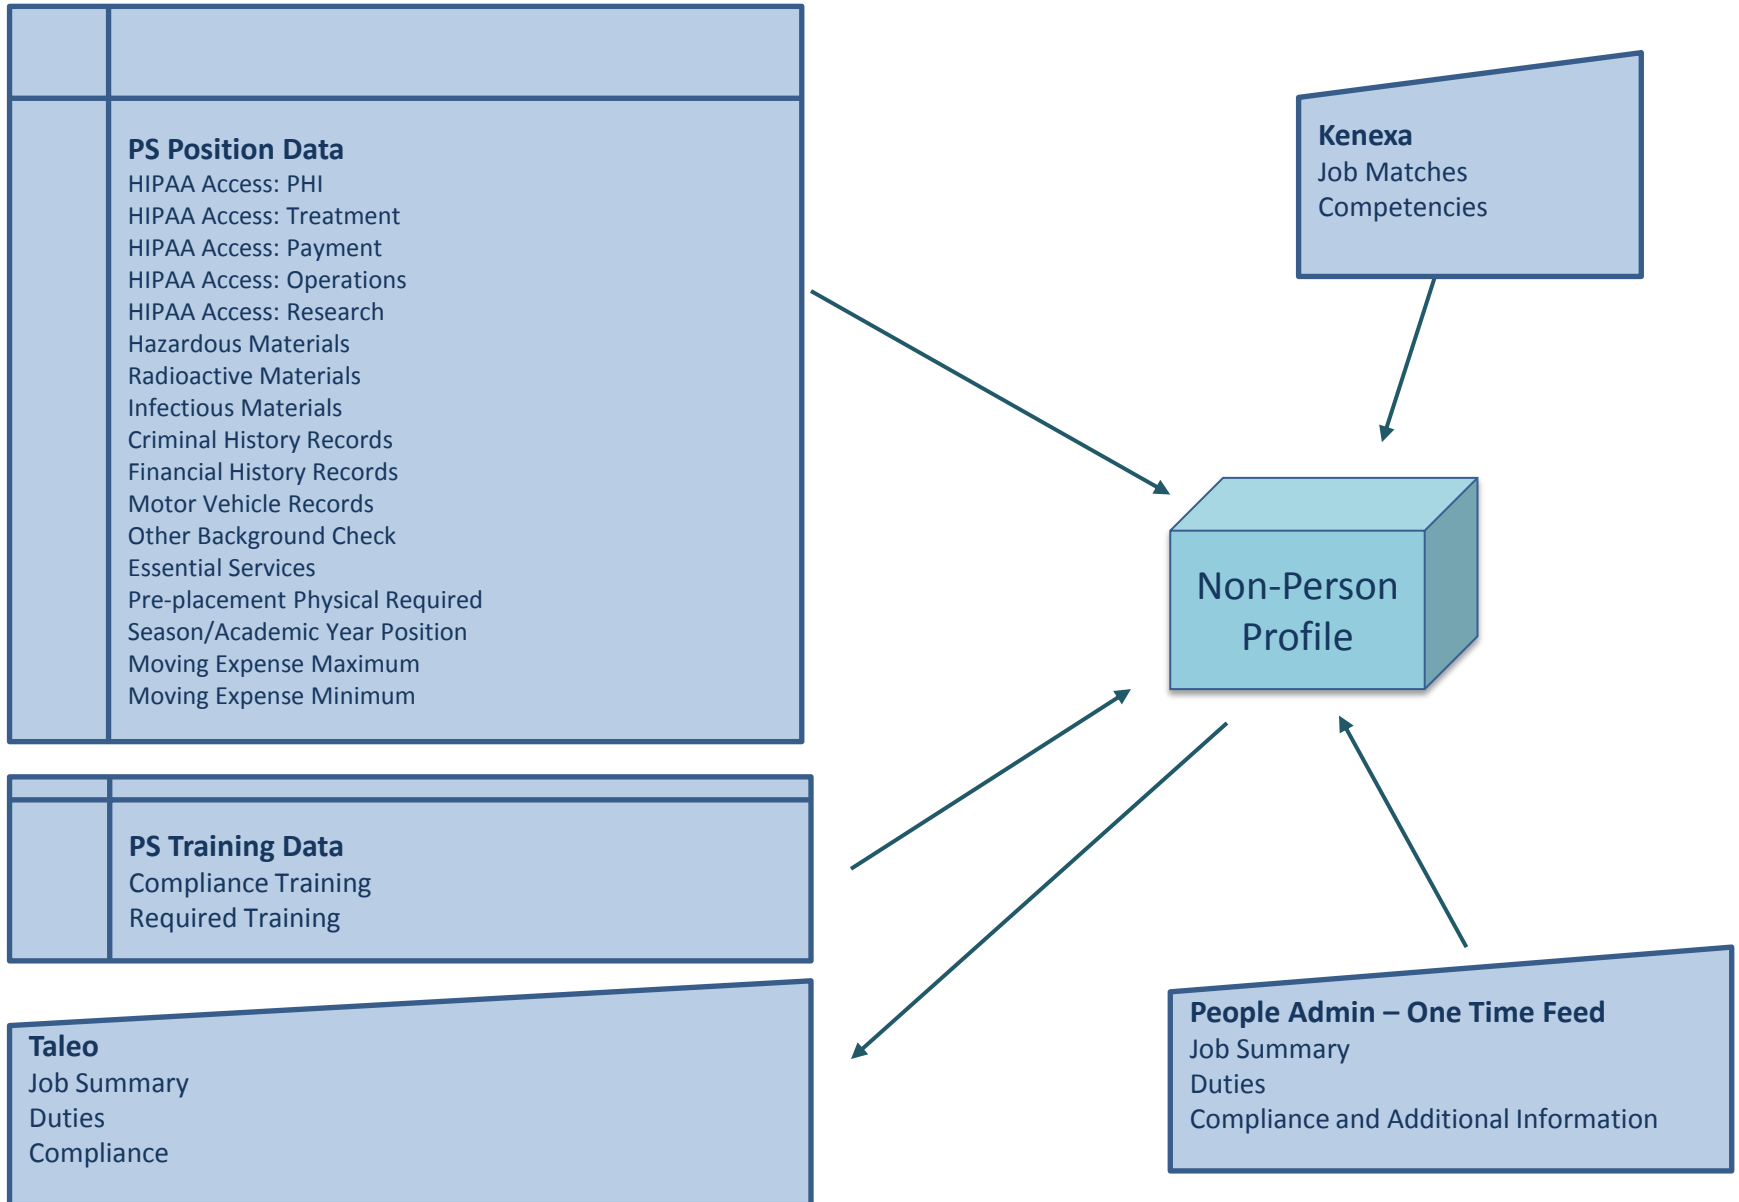 PS Position Data
HIPAA Access: PHI
HIPAA Access: Treatment
HIPAA Access: Payment
HIPAA Access: Operations
HIPAA Access: Research
Hazardous Materials
Radioactive Materials
Infectious Materials
Criminal History Records
Financial History Records
Motor Vehicle Records
Other Background Check
Essential Services
Pre-placement Physical Required
Season/Academic Year Position
Moving Expense Maximum
Moving Expense Minimum
Kenexa
Job Matches
Competencies
Non-Person
Profile
PS Training Data
Compliance Training
Required Training
Taleo
Job Summary
Duties
Compliance
People Admin – One Time Feed
Job Summary
Duties
Compliance and Additional Information